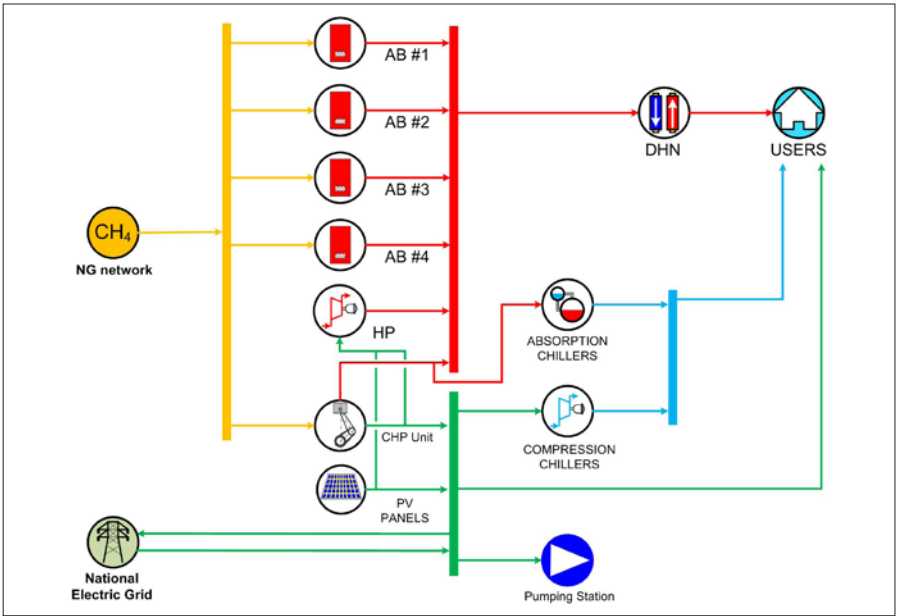 AB #1
AB #2
DHN
USERS
AB #3
CH₄
NG network
AB #4
HP
ABSORPTION
CHILLERS
CHP Unit
COMPRESSION
CHILLERS
PV
PANELS
National
Electric Grid
Pumping Station